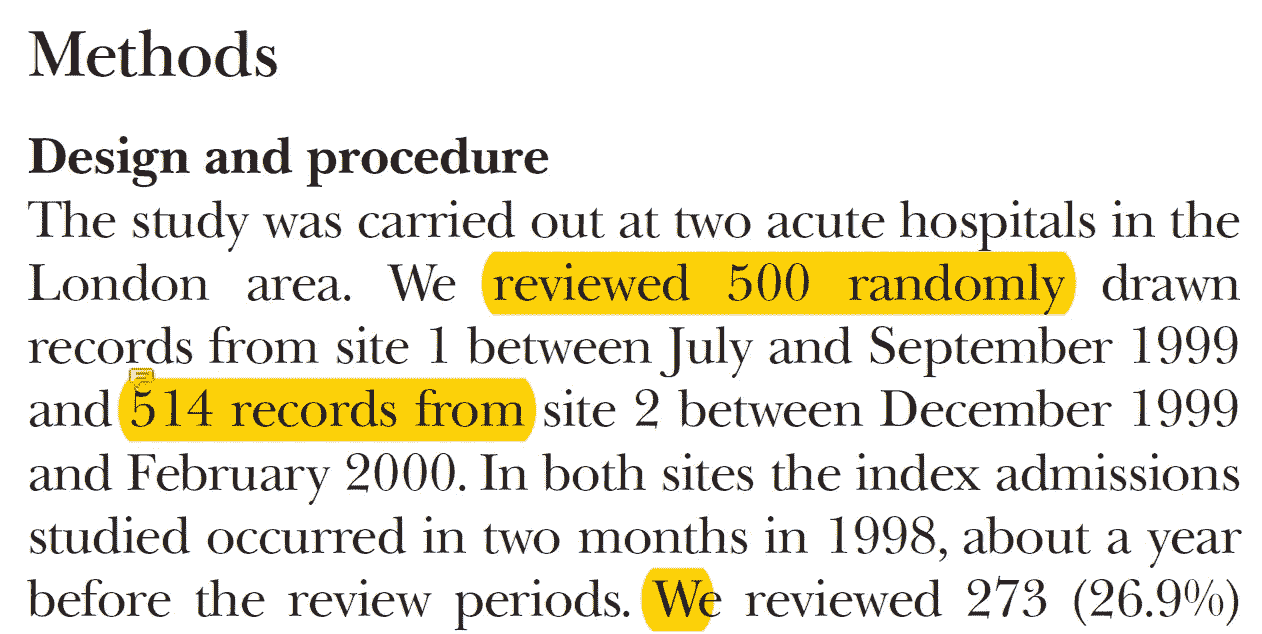 Methods
Design and procedure
The study was carried out at two acute hospitals in the
London area. We reviewed 500 randomly drawn
records from site 1 between July and September 1999
and 514 records from site 2 between December 1999
and February 2000. In both sites the index admissions
studied occurred in two months in 1998, about a year
before the review periods. We reviewed 273 (26.9%)